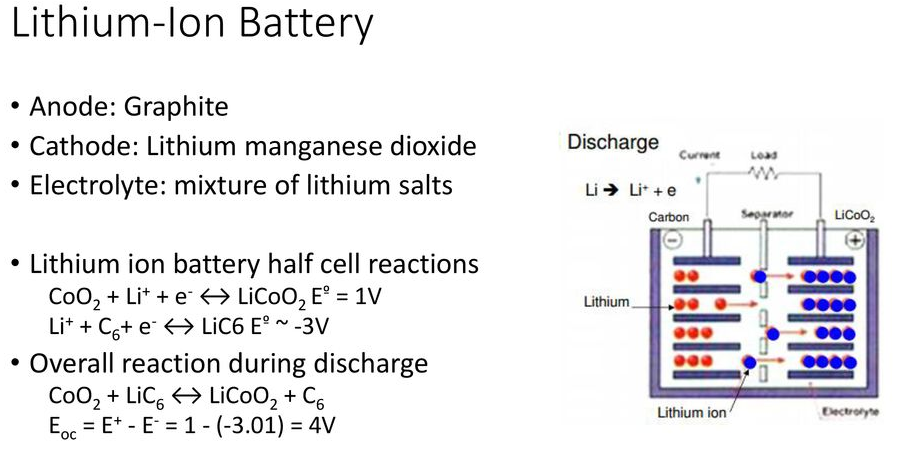 Lithium-Ion Battery
• Anode: Graphite
• Cathode: Lithium manganese dioxide
• Electrolyte: mixture of lithium salts
• Lithium ion battery half cell reactions
CoO₂ + Li⁺ + e⁻ ↔ LiCoO₂ Eº = 1V
Li⁺ + C₆+ e⁻ ↔ LiC6 Eº ~ -3V
• Overall reaction during discharge
CoO₂ + LiC₆ ↔ LiCoO₂ + C₆
Eoc = E⁺ - E⁻ = 1 - (-3.01) = 4V
Discharge
Current
Load
Li ➔ Li⁺ + e
Carbon
Separator
LiCoO₂
−
+
Lithium
Lithium ion
Electrolyte